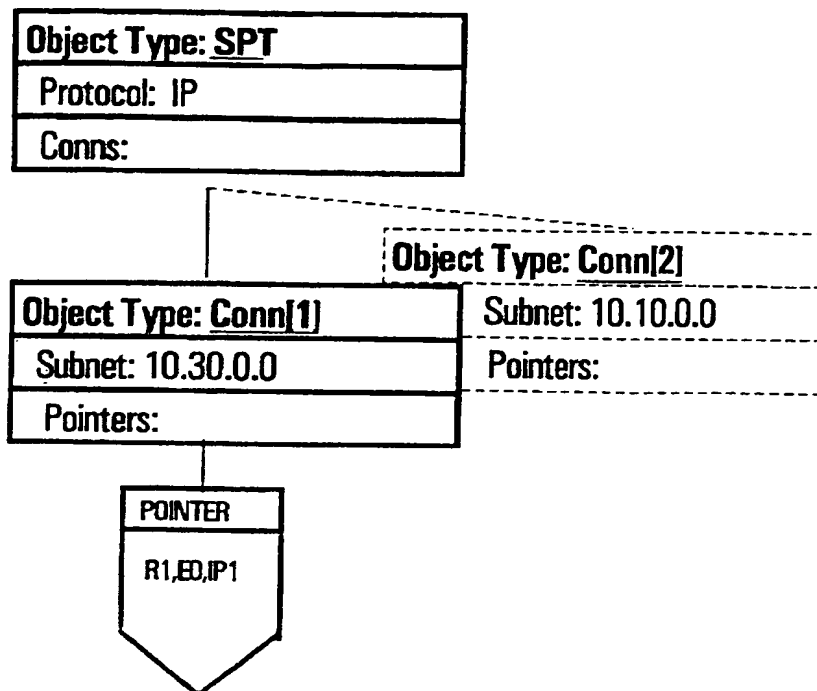 Object Type: SPT
Protocol: IP
Conns:
Object Type: Conn[2]
Subnet: 10.10.0.0
Pointers:
Object Type: Conn[1]
Subnet: 10.30.0.0
Pointers:
POINTER
R1,E0,IP1